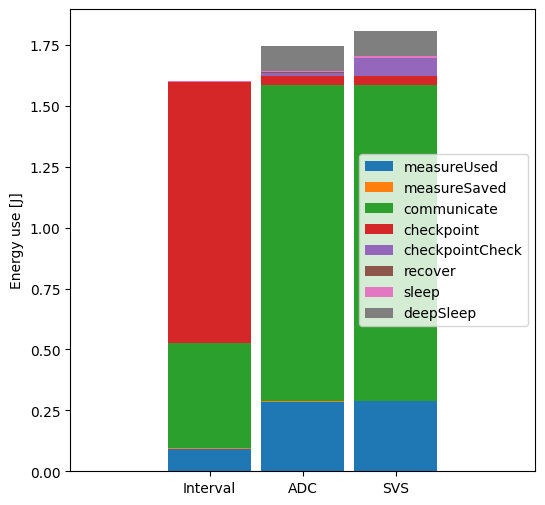 Energy use [J]
1.75
1.50
1.25
1.00
0.75
0.50
0.25
0.00
measureUsed
measureSaved
communicate
checkpoint
checkpointCheck
recover
sleep
deepSleep
Interval ADC SVS